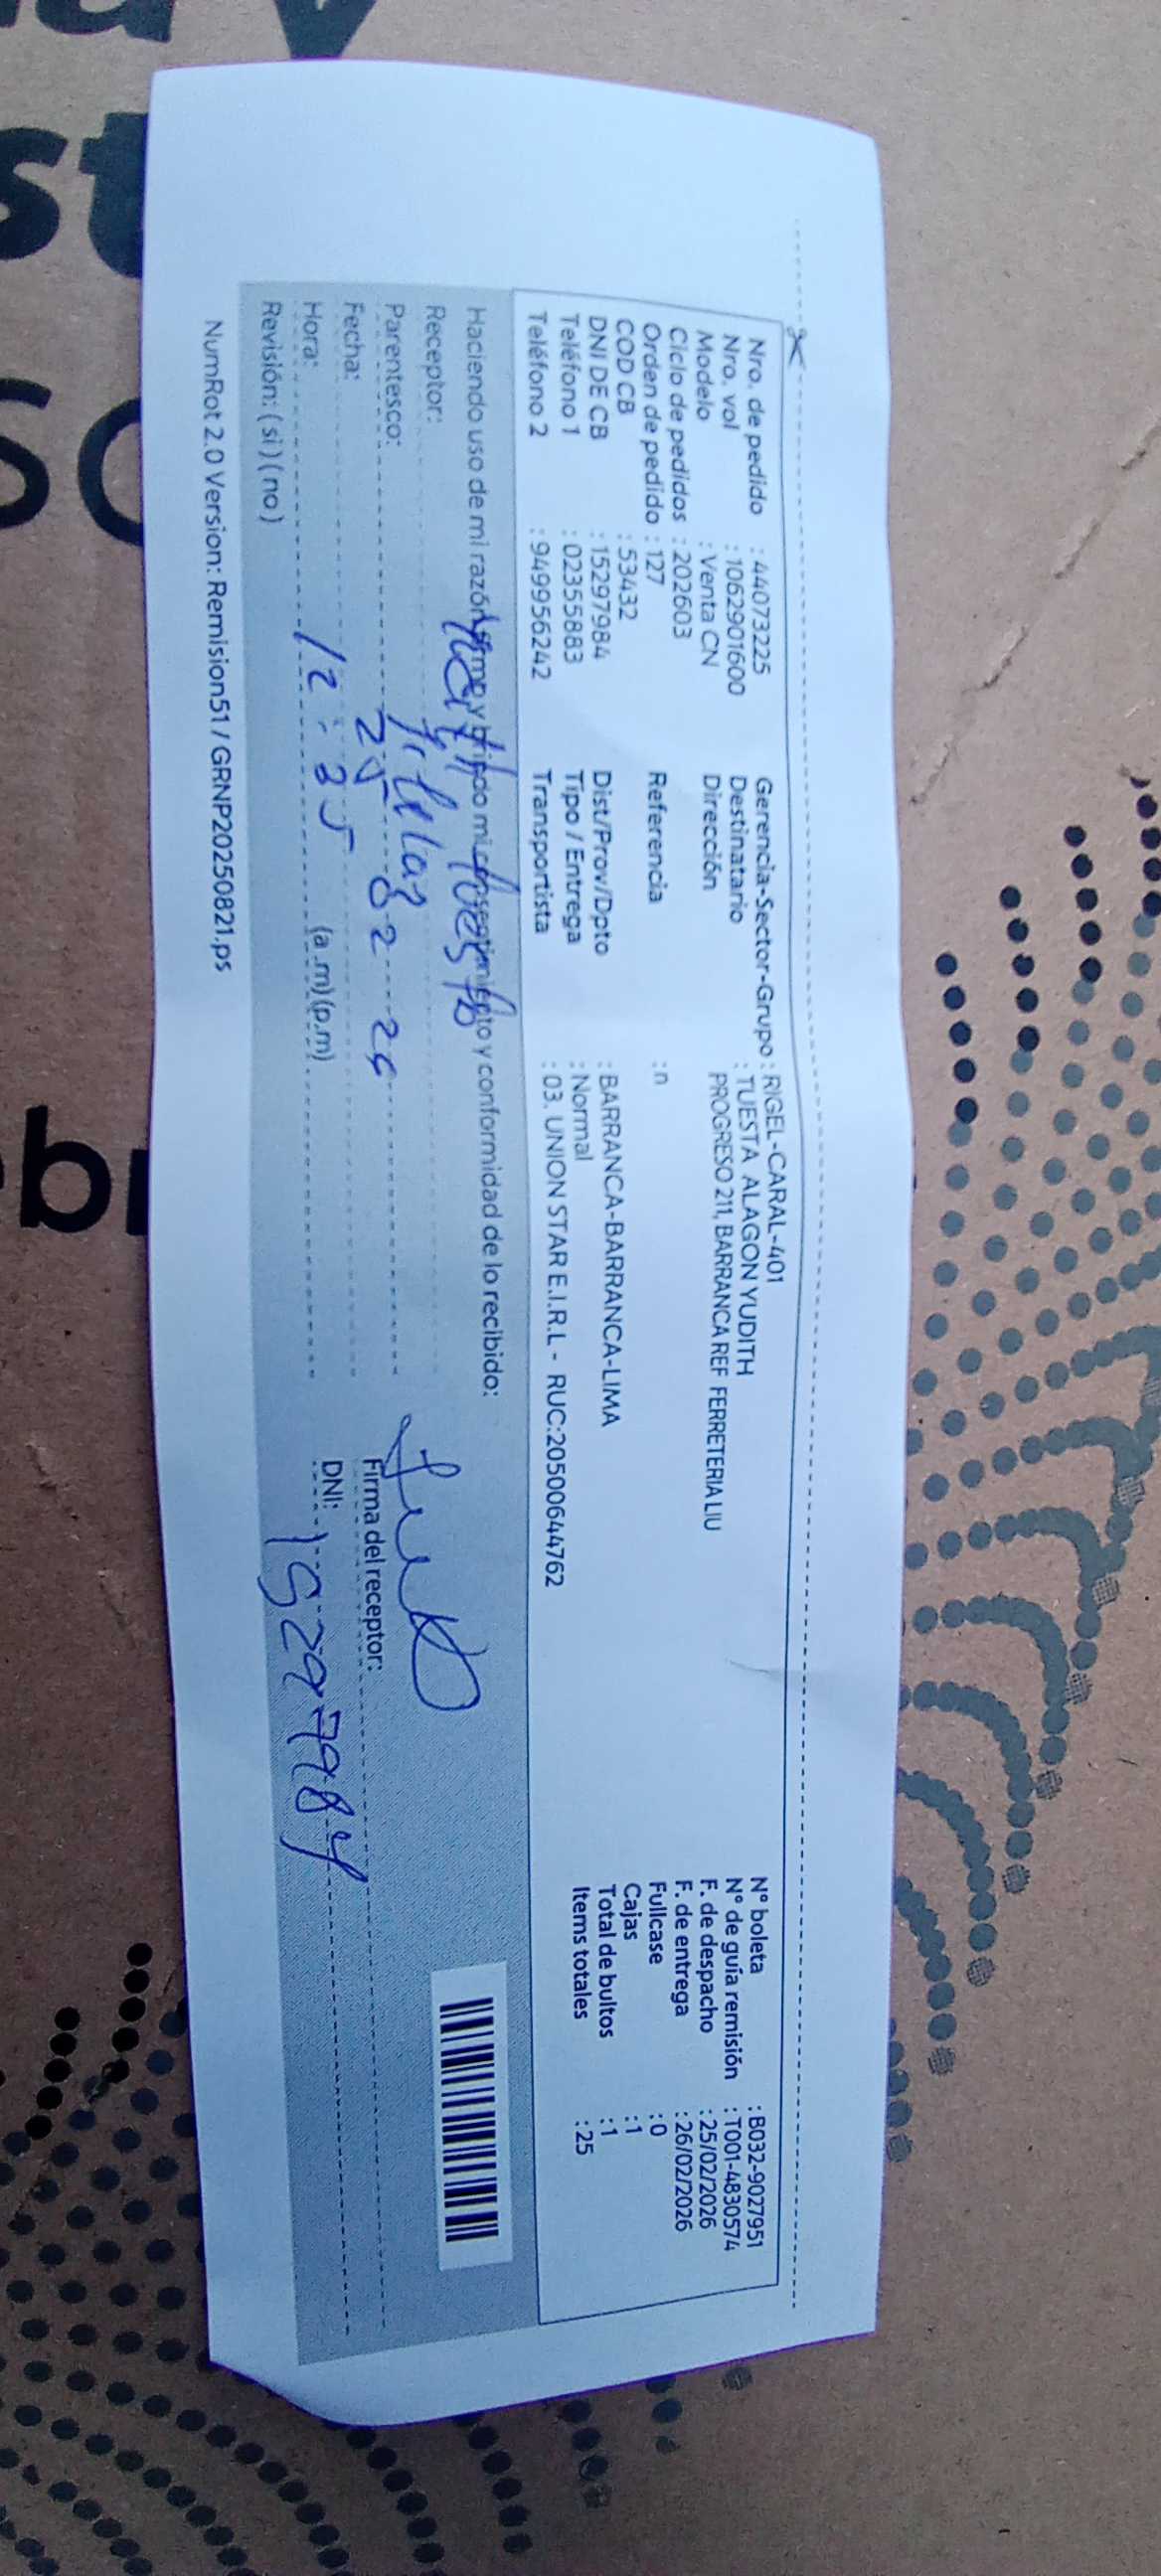 Nro. de pedido : 44073225
Nro. vol : 1062901600
Modelo : Venta CN
Ciclo de pedidos : 202603
Orden de pedido : 127
COD CB : 53432
DNI DE CB : 15297984
Teléfono 1 : 02355883
Teléfono 2 : 949956242
Gerencia-Sector-Grupo : RIGEL-CARAL-401
Destinatario : TUESTA ALAGON YUDITH
Dirección PROGRESO 211, BARRANCA REF FERRETERIA LIU
Referencia : n
Dist/Prov/Dpto : BARRANCA-BARRANCA-LIMA
Tipo / Entrega : Normal
Transportista : 03. UNION STAR E.I.R.L - RUC:20500644762
N° boleta : B032-9027951
N° de guía remisión : T001-4830574
F. de despacho : 25/02/2026
F. de entrega : 26/02/2026
Fullcase : 0
Cajas : 1
Total de bultos : 1
Items totales : 25
Haciendo uso de mi razón firmo y brindo mi consentimiento y conformidad de lo recibido:
Receptor:
Parentesco: Titular
Fecha: 25 02 26
Hora: 12:35 (a.m) (p.m)
Revisión: (si) (no)
Firma del receptor:
DNI: 15297984
NumRot 2.0 Version: Remision51 / GRNP20250821.ps